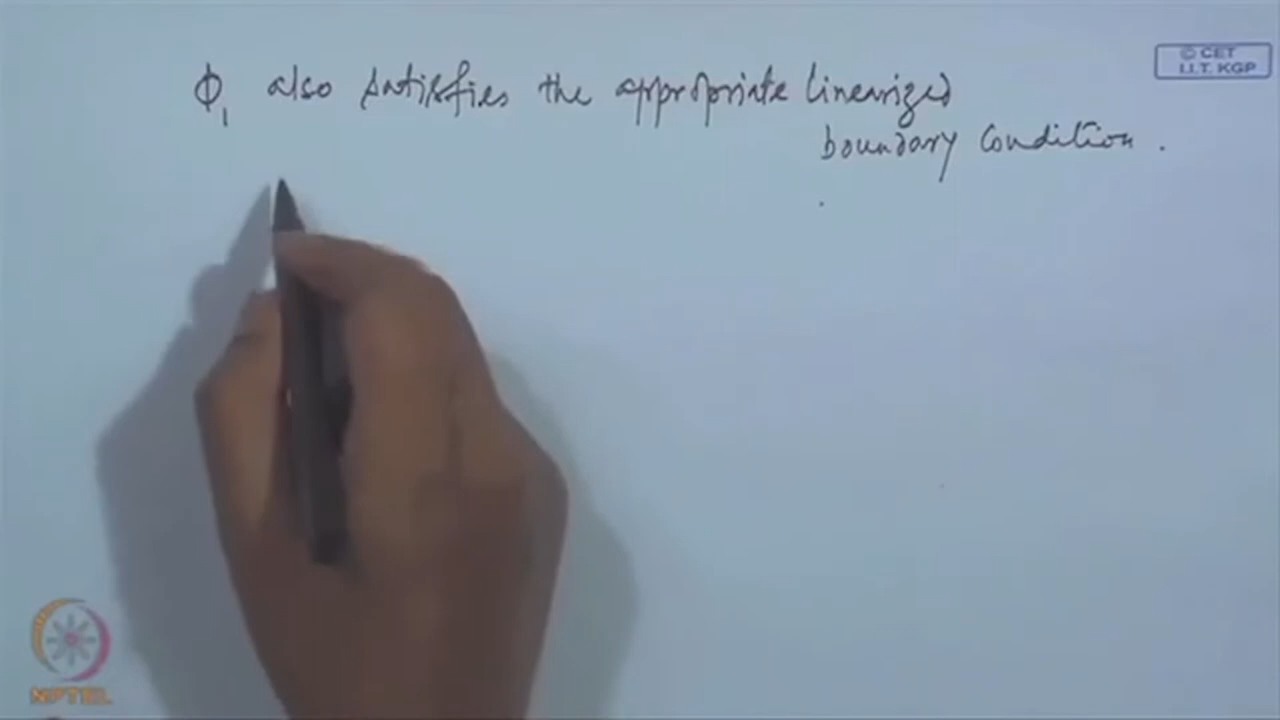 Φ₁ also satisfies the appropriate linearized
boundary condition.
© CET
I.I.T. KGP
NPTEL